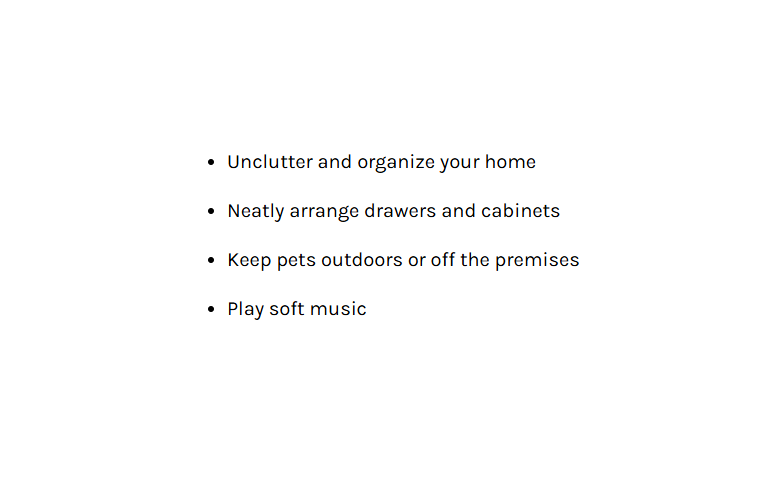 • Unclutter and organize your home
• Neatly arrange drawers and cabinets
• Keep pets outdoors or off the premises
• Play soft music